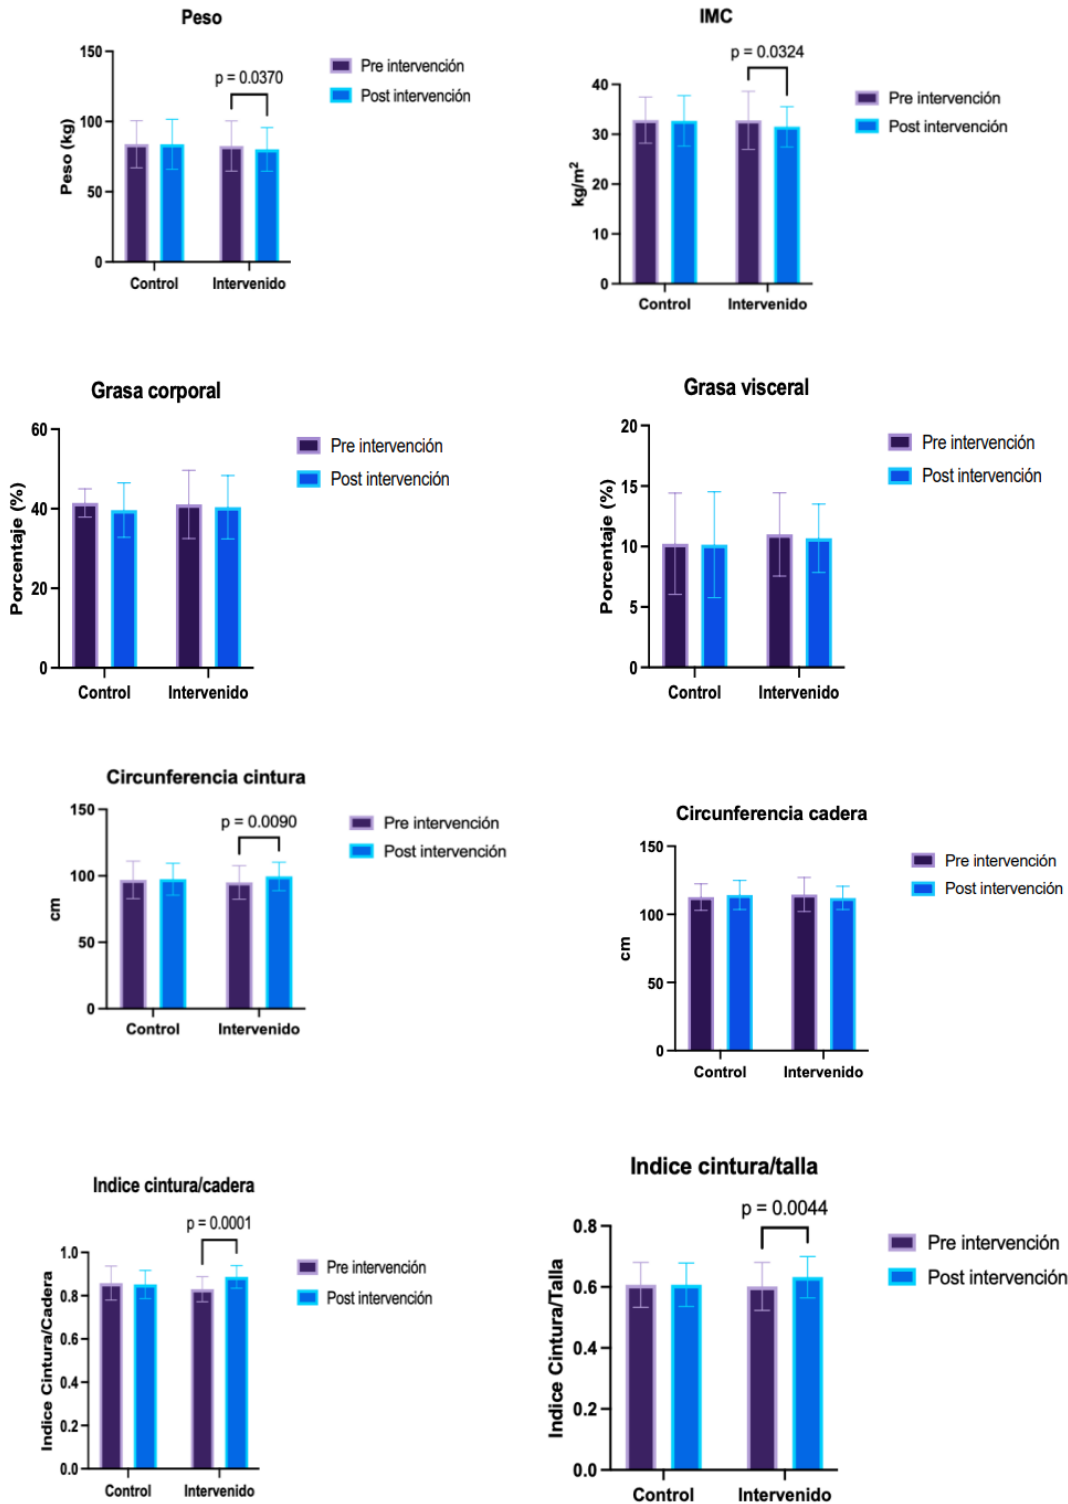 Peso
150
100
50
0
Peso (kg)
p = 0.0370
Control
Intervenido
Pre intervención
Post intervención
IMC
p = 0.0324
40
30
20
10
0
kg/m²
Control
Intervenido
Pre intervención
Post intervención
Grasa corporal
60
40
20
0
Porcentaje (%)
Control
Intervenido
Pre intervención
Post intervención
Grasa visceral
20
15
10
5
0
Porcentaje (%)
Control
Intervenido
Pre intervención
Post intervención
Circunferencia cintura
150
100
50
0
cm
p = 0.0090
Control
Intervenido
Pre intervención
Post intervención
Circunferencia cadera
150
100
50
0
cm
Control
Intervenido
Pre intervención
Post intervención
Indice cintura/cadera
p = 0.0001
1.0
0.8
0.6
0.4
0.2
0.0
Indice Cintura/Cadera
Control
Intervenido
Pre intervención
Post intervención
Indice cintura/talla
p = 0.0044
0.8
0.6
0.4
0.2
0.0
Indice Cintura/Talla
Control
Intervenido
Pre intervención
Post intervención